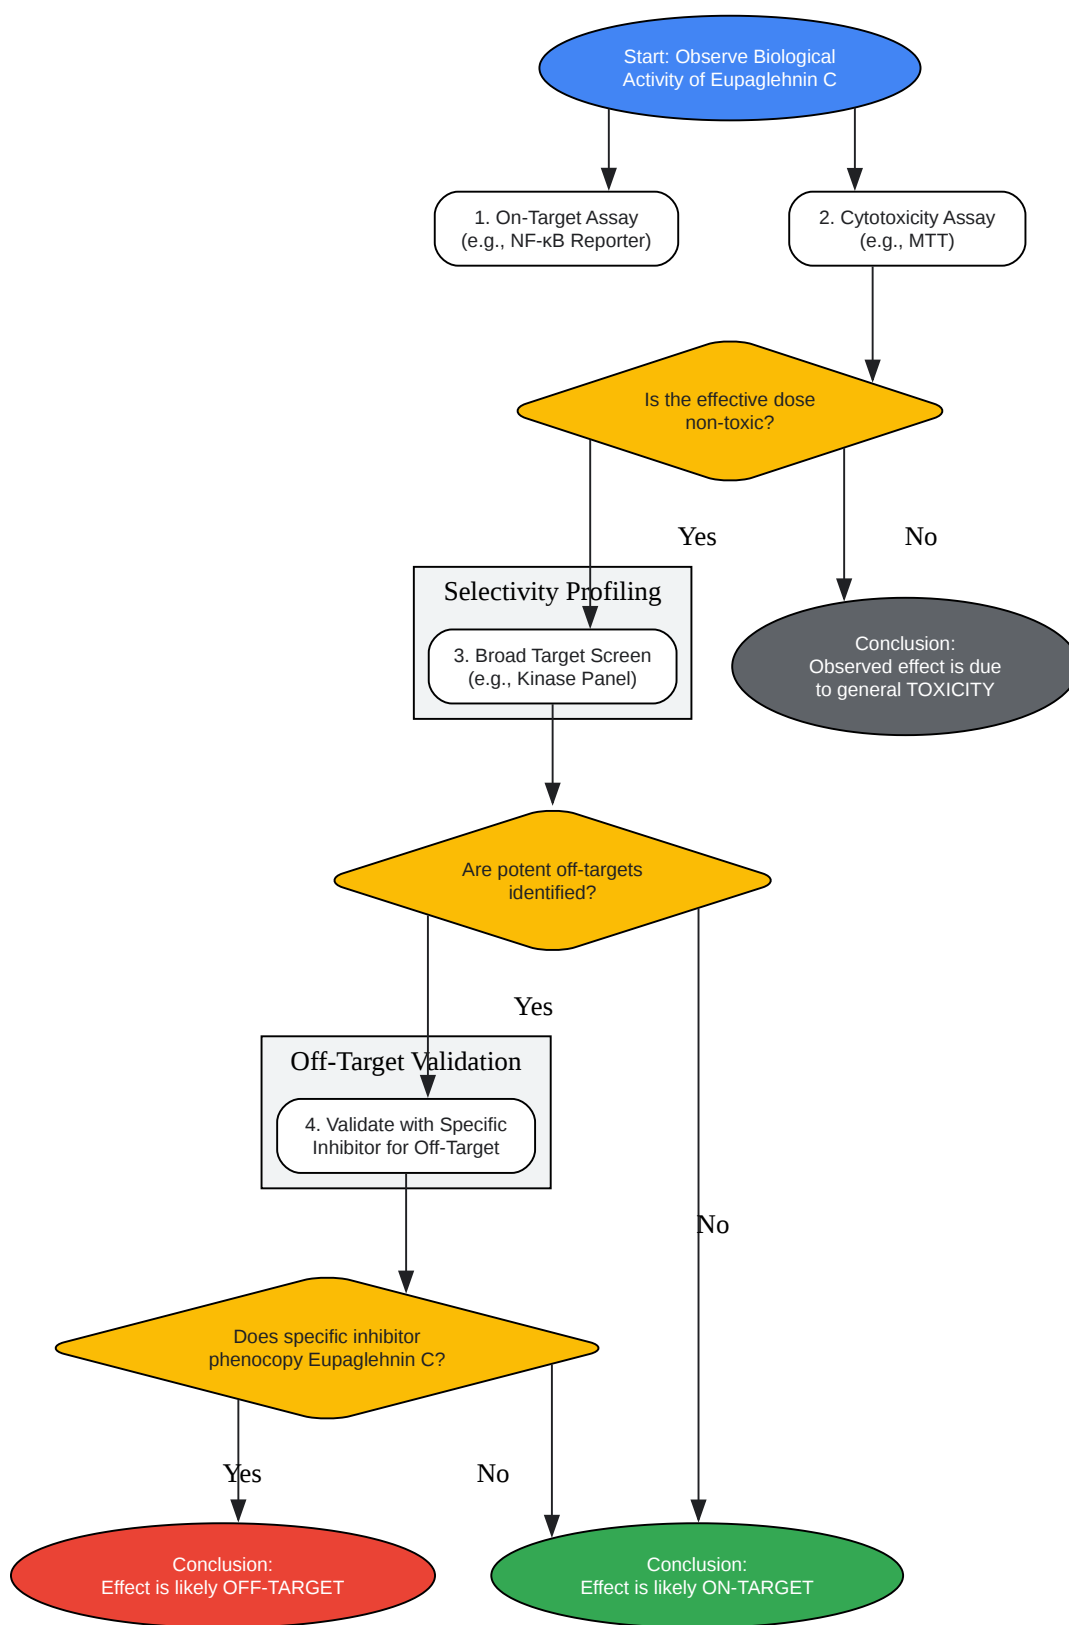 Start: Observe Biological
Activity of Eupaglehnin C
1. On-Target Assay
(e.g., NF-κB Reporter)
2. Cytotoxicity Assay
(e.g., MTT)
Is the effective dose
non-toxic?
Yes
No
Selectivity Profiling
3. Broad Target Screen
(e.g., Kinase Panel)
Conclusion:
Observed effect is due
to general TOXICITY
Are potent off-targets
identified?
Yes
Off-Target Validation
4. Validate with Specific
Inhibitor for Off-Target
No
Does specific inhibitor
phenocopy Eupaglehnin C?
Yes
No
Conclusion:
Effect is likely OFF-TARGET
Conclusion:
Effect is likely ON-TARGET